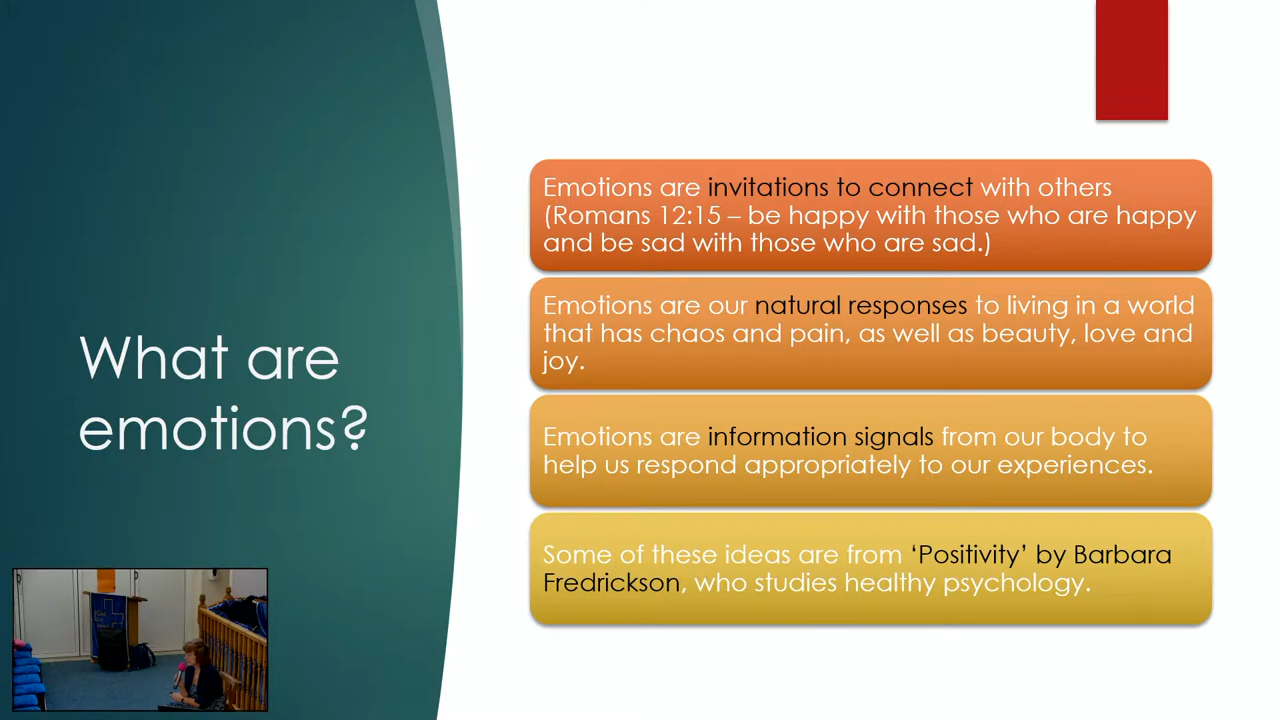 What are
emotions?
Emotions are invitations to connect with others
(Romans 12:15 – be happy with those who are happy
and be sad with those who are sad.)
Emotions are our natural responses to living in a world
that has chaos and pain, as well as beauty, love and
joy.
Emotions are information signals from our body to
help us respond appropriately to our experiences.
Some of these ideas are from ‘Positivity’ by Barbara
Fredrickson, who studies healthy psychology.